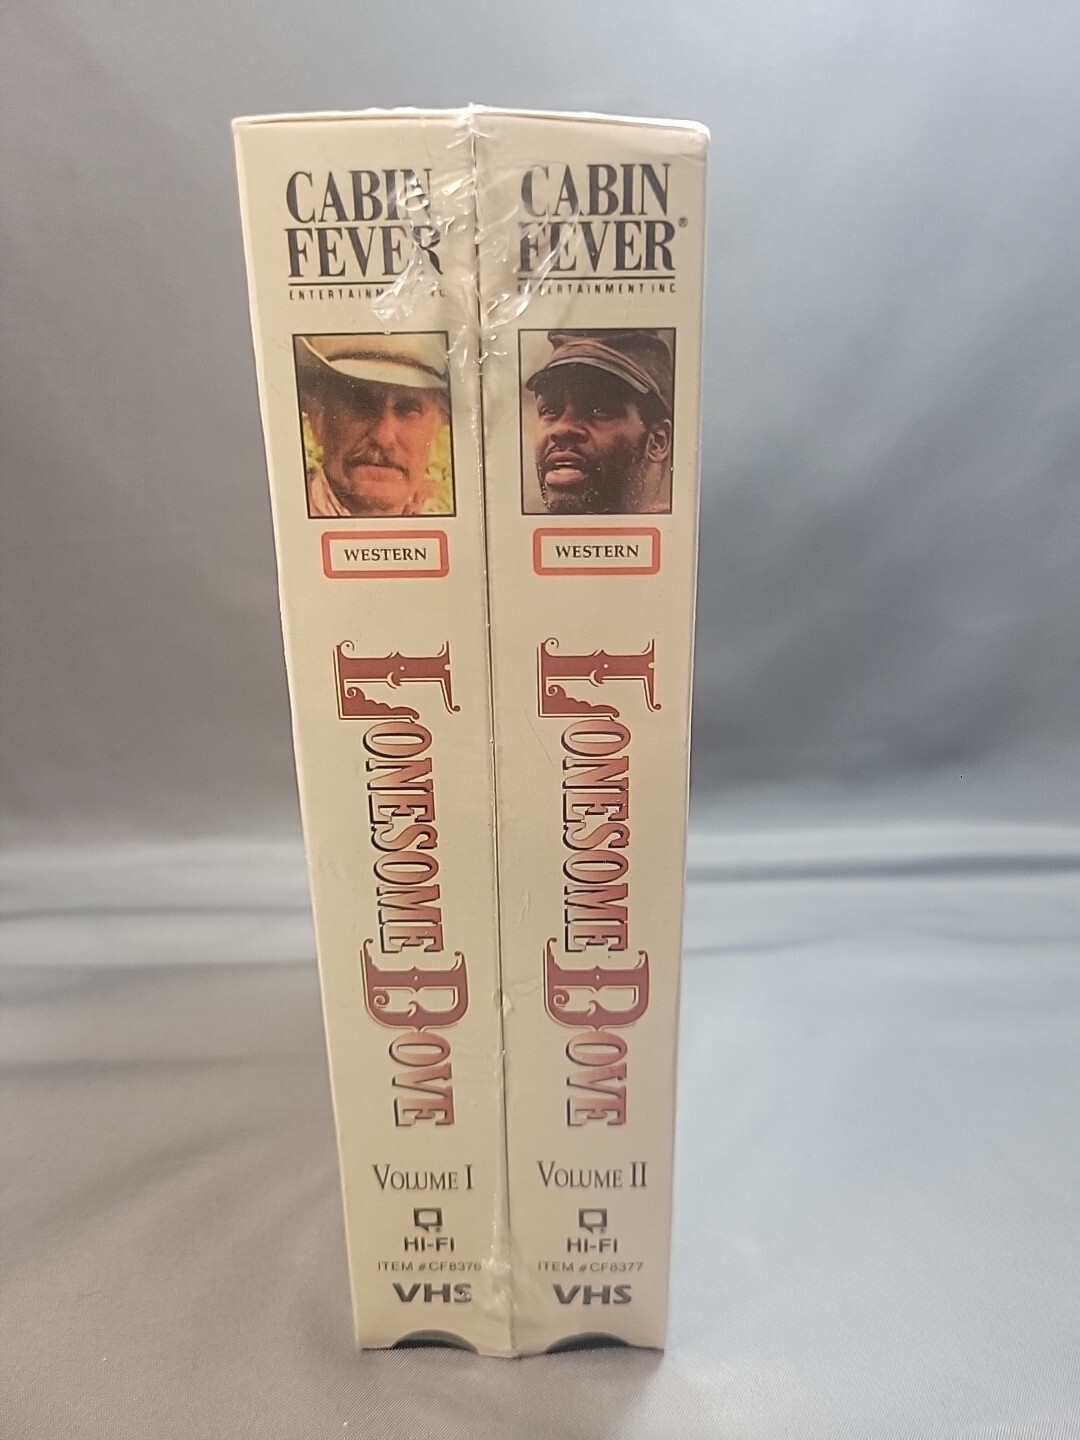 CABIN
FEVER
ENTERTAINMENT INC
WESTERN
LONESOME DOVE
VOLUME I
HI-FI
ITEM #CF8376
VHS
CABIN
FEVER®
ENTERTAINMENT INC
WESTERN
LONESOME DOVE
VOLUME II
HI-FI
ITEM #CF8377
VHS